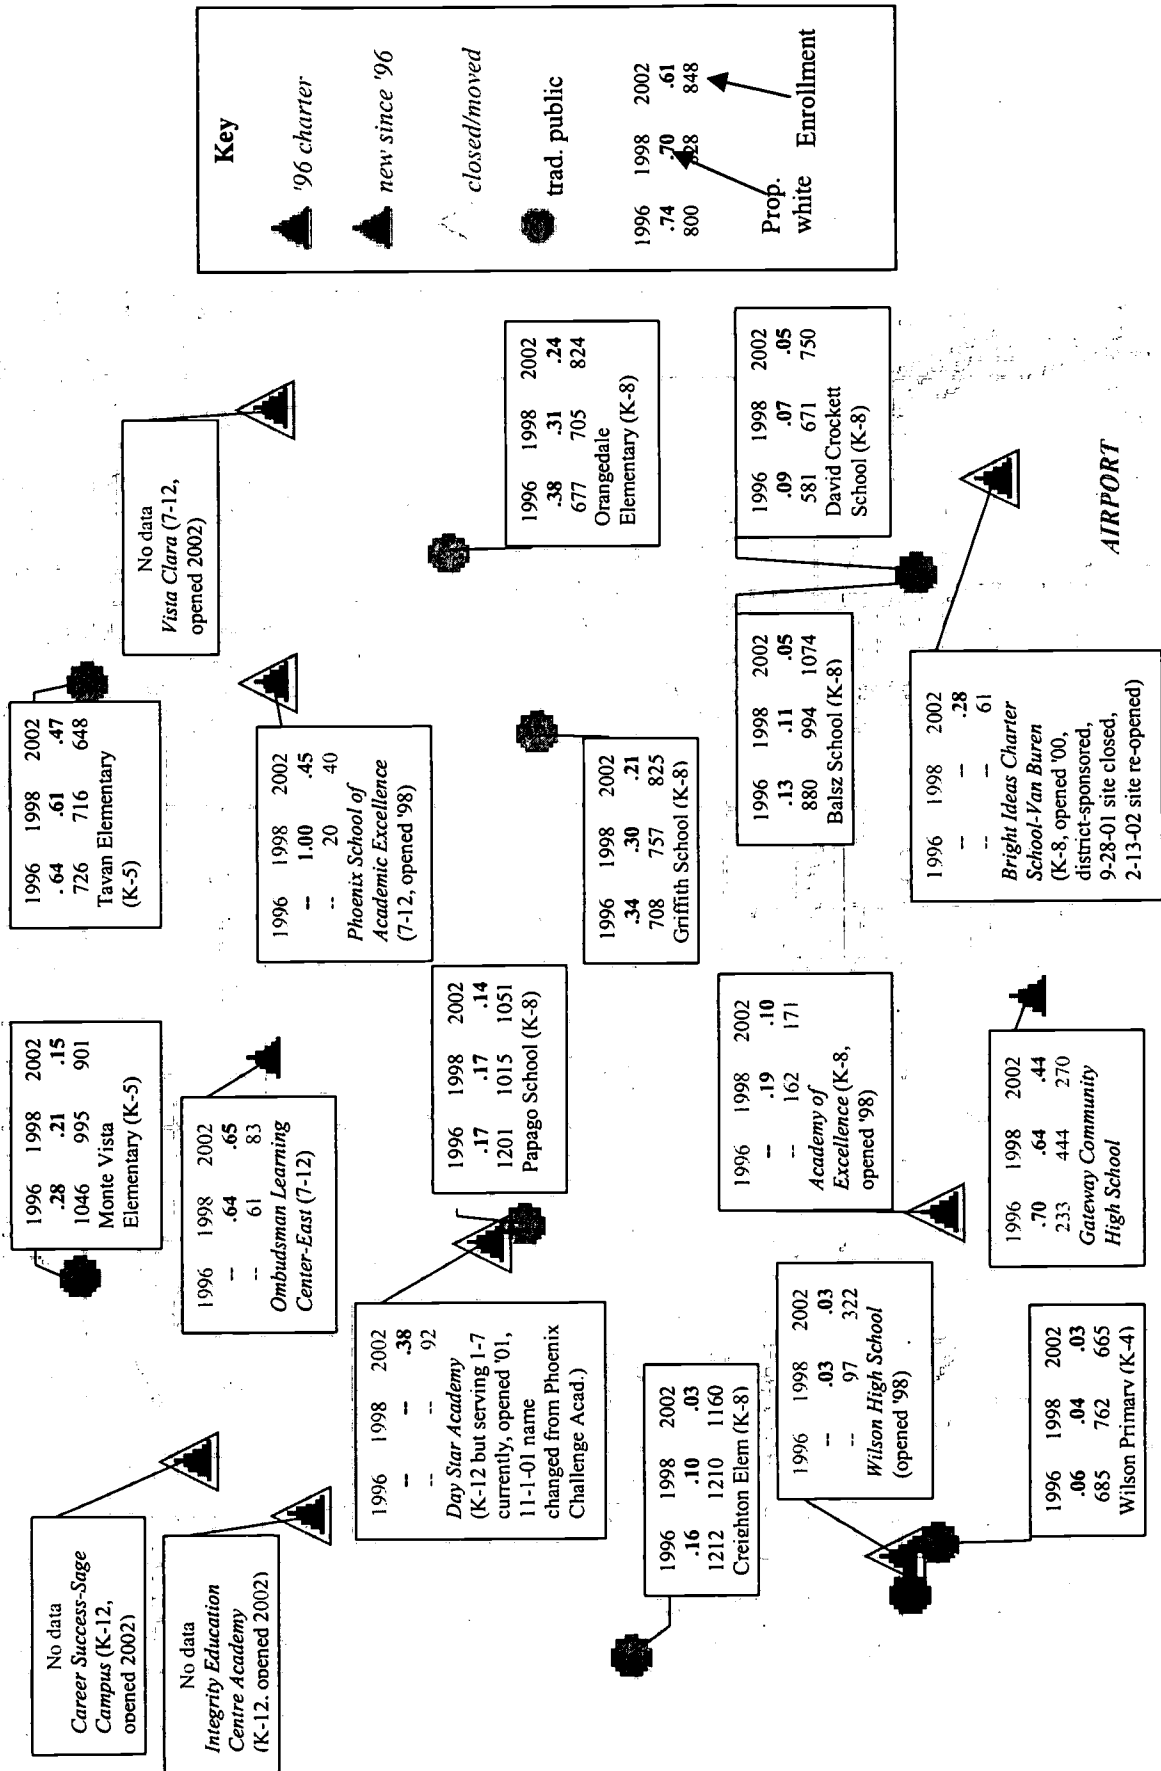 No data
Career Success-Sage
Campus (K-12,
opened 2002)
No data
Integrity Education
Centre Academy
(K-12. opened 2002)
1996 1998 2002
.28 .21 .15
1046 995 901
Monte Vista
Elementary (K-5)
1996 1998 2002
.64 .61 .47
726 716 648
Tavan Elementary
(K-5)
No data
Vista Clara (7-12,
opened 2002)
1996 1998 2002
-- .64 .65
-- 61 83
Ombudsman Learning
Center-East (7-12)
1996 1998 2002
-- 1.00 .45
-- 20 40
Phoenix School of
Academic Excellence
(7-12, opened '98)
1996 1998 2002
-- -- .38
-- -- 92
Day Star Academy
(K-12 but serving 1-7
currently, opened '01,
11-1-01 name
changed from Phoenix
Challenge Acad.)
1996 1998 2002
.17 .17 .14
1201 1015 1051
Papago School (K-8)
1996 1998 2002
.38 .31 .24
677 705 824
Orangedale
Elementary (K-8)
1996 1998 2002
.34 .30 .21
708 757 825
Griffith School (K-8)
1996 1998 2002
.16 .10 .03
1212 1210 1160
Creighton Elem (K-8)
1996 1998 2002
-- .19 .10
-- 162 171
Academy of
Excellence (K-8,
opened '98)
1996 1998 2002
.13 .11 .05
880 994 1074
Balsz School (K-8)
1996 1998 2002
.09 .07 .05
581 671 750
David Crockett
School (K-8)
1996 1998 2002
-- .03 .03
-- 97 322
Wilson High School
(opened '98)
1996 1998 2002
-- -- .28
-- -- 61
Bright Ideas Charter
School-Van Buren
(K-8, opened '00,
district-sponsored,
9-28-01 site closed,
2-13-02 site re-opened)
1996 1998 2002
.70 .64 .44
233 444 270
Gateway Community
High School
1996 1998 2002
.06 .04 .03
685 762 665
Wilson Primary (K-4)
AIRPORT
Key
'96 charter
new since '96
closed/moved
trad. public
1996 1998 2002
.74 .70 .61
800 848
Prop.
white
Enrollment